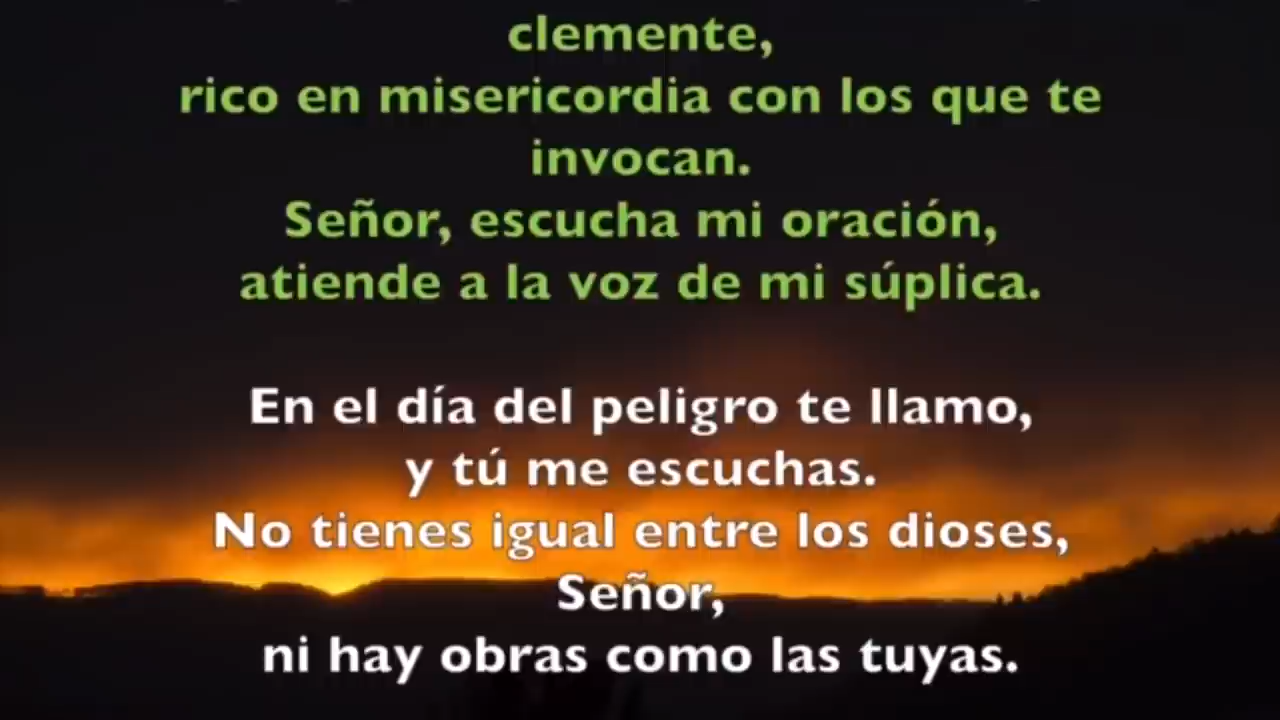 clemente,
rico en misericordia con los que te
invocan.
Señor, escucha mi oración,
atiende a la voz de mi súplica.
En el día del peligro te llamo,
y tú me escuchas.
No tienes igual entre los dioses,
Señor,
ni hay obras como las tuyas.